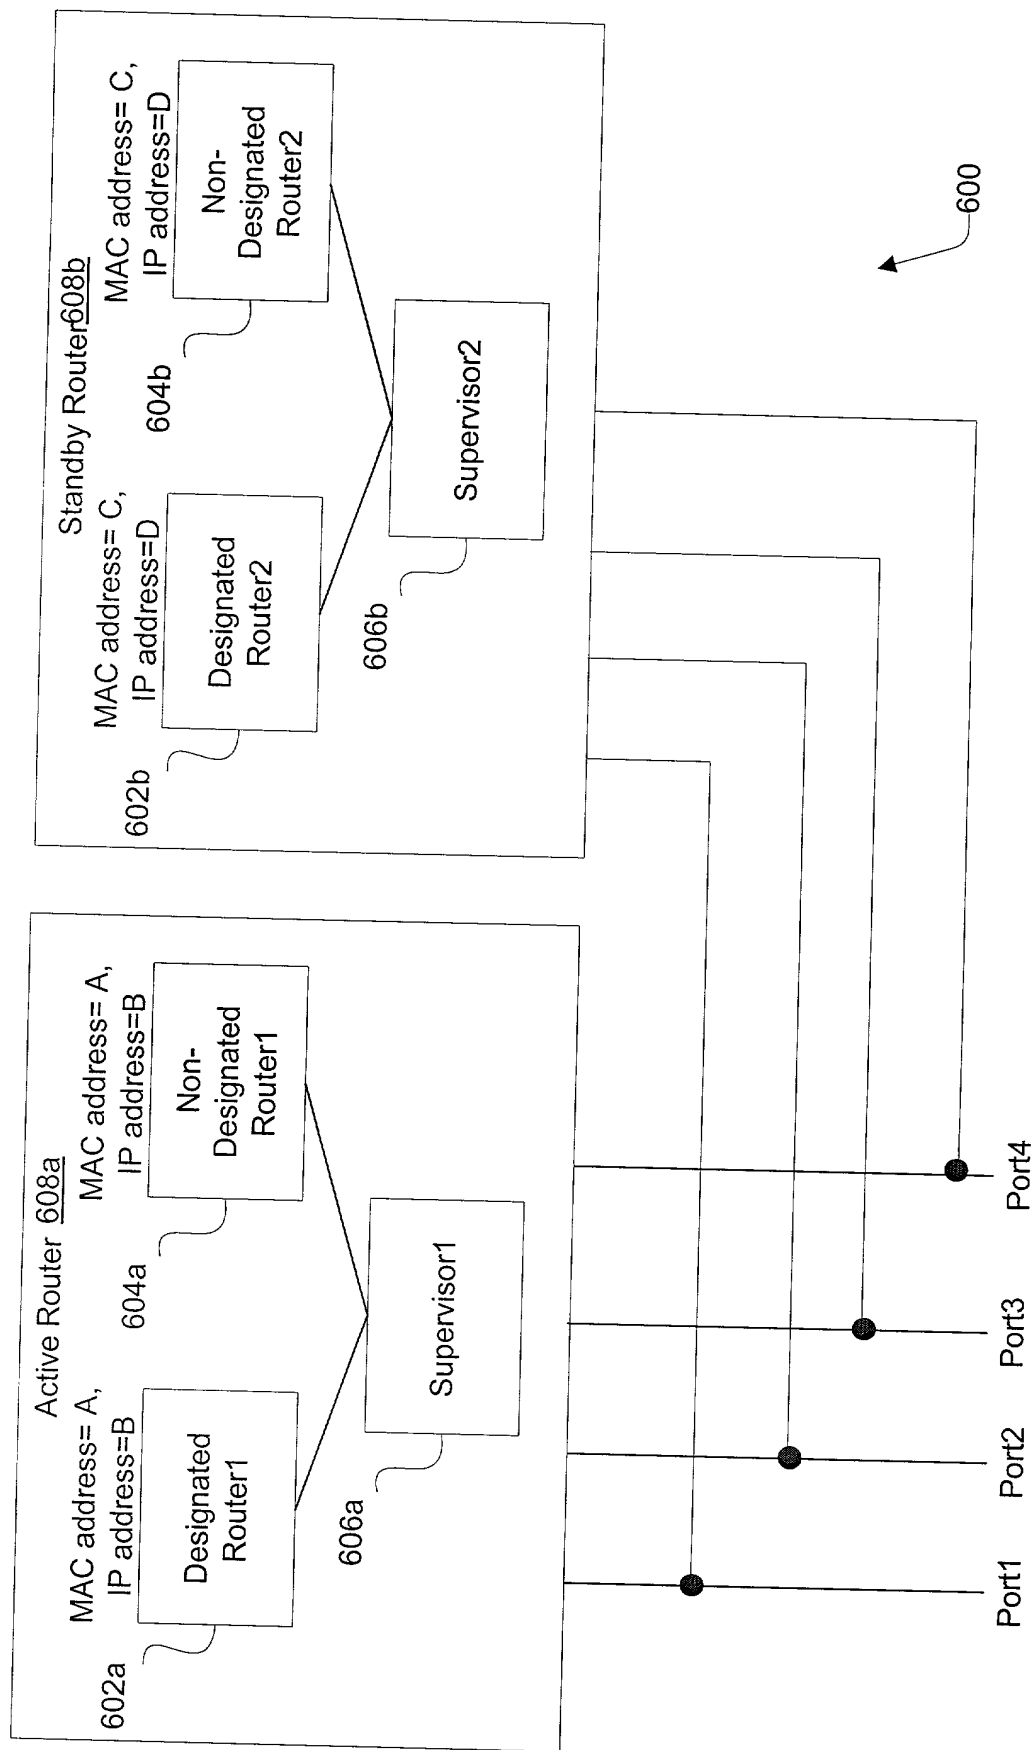 Active Router 608a
MAC address= A,
IP address=B
MAC address= A,
IP address=B
602a
Designated
Router1
604a
Non-
Designated
Router1
606a
Supervisor1
Standby Router608b
MAC address= C,
IP address=D
MAC address= C,
IP address=D
602b
Designated
Router2
604b
Non-
Designated
Router2
606b
Supervisor2
600
Port1
Port2
Port3
Port4